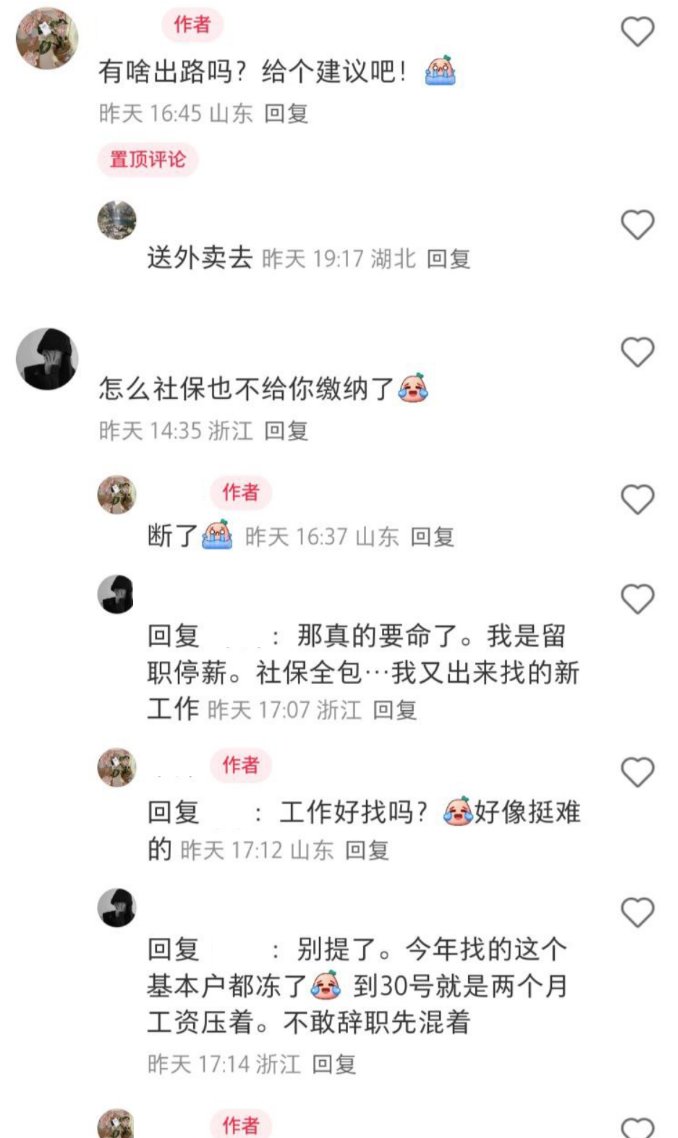 作者
有啥出路吗？给个建议吧！
昨天 16:45 山东 回复
置顶评论
送外卖去 昨天 19:17 湖北 回复
怎么社保也不给你缴纳了
昨天 14:35 浙江 回复
作者
断了 昨天 16:37 山东 回复
回复 ：那真的要命了。我是留
职停薪。社保全包…我又出来找的新
工作 昨天 17:07 浙江 回复
作者
回复 ：工作好找吗？好像挺难
的 昨天 17:12 山东 回复
回复 ：别提了。今年找的这个
基本户都冻了 到30号就是两个月
工资压着。不敢辞职先混着
昨天 17:14 浙江 回复
作者